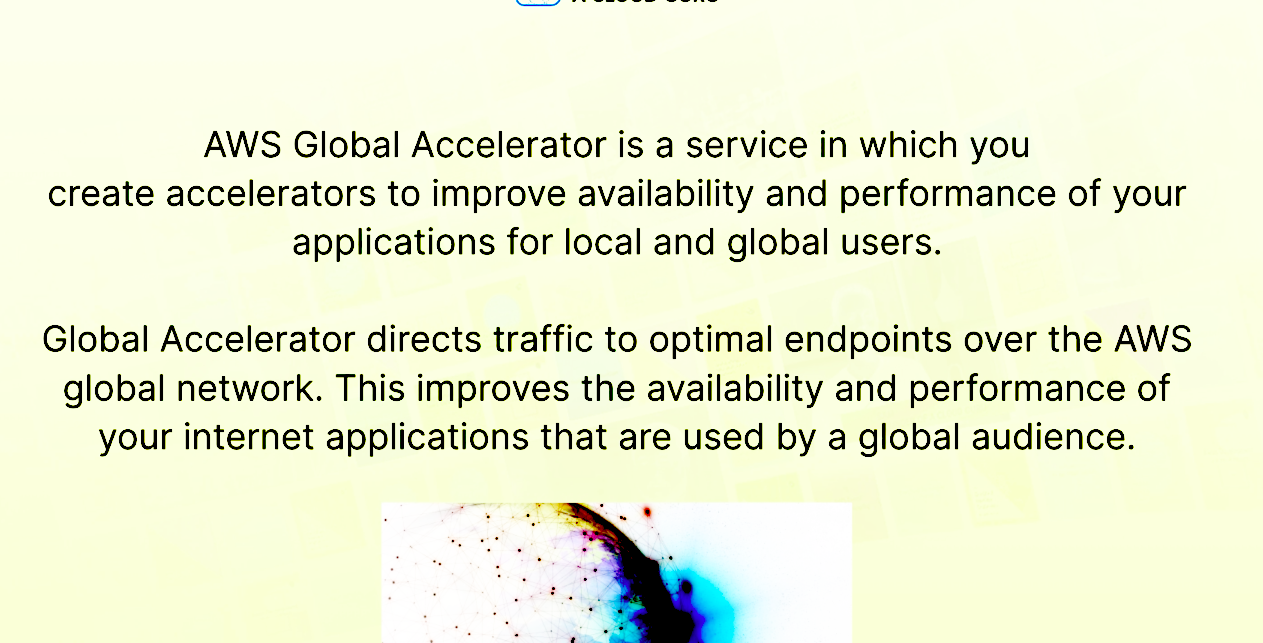 AWS Global Accelerator is a service in which you
create accelerators to improve availability and performance of your
applications for local and global users.
Global Accelerator directs traffic to optimal endpoints over the AWS
global network. This improves the availability and performance of
your internet applications that are used by a global audience.